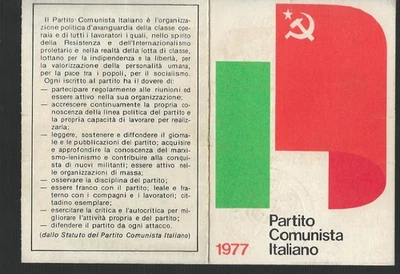 Il Partito Comunista Italiano è l'organizza-
zione politica d'avanguardia della classe ope-
raia e di tutti i lavoratori i quali, nello spirito
della Resistenza e dell'Internazionalismo
proletario e nella realtà della lotta di classe,
lottano per la indipendenza e la libertà, per
la valorizzazione della personalità umana,
per la pace tra i popoli, per il socialismo.
Ogni iscritto al partito ha il dovere di:
— partecipare regolarmente alle riunioni ed
essere attivo nella sua organizzazione;
— accrescere continuamente la propria co-
noscenza della linea politica del partito e
la propria capacità di lavorare per realiz-
zarla;
— leggere, sostenere e diffondere il giorna-
le e le pubblicazioni del partito; acquisire
e approfondire la conoscenza del marxi-
smo-leninismo e contribuire alla conqui-
sta di nuovi militanti; essere attivo nel-
le organizzazioni di massa;
— osservare la disciplina del partito;
— essere franco con il partito; leale e fra-
terno con i compagni e i lavoratori; cit-
tadino esemplare;
— esercitare la critica e l'autocritica per mi-
gliorare l'attività propria e del partito;
— difendere il partito da ogni attacco.
(dallo Statuto del Partito Comunista Italiano)
1977
Partito
Comunista
Italiano